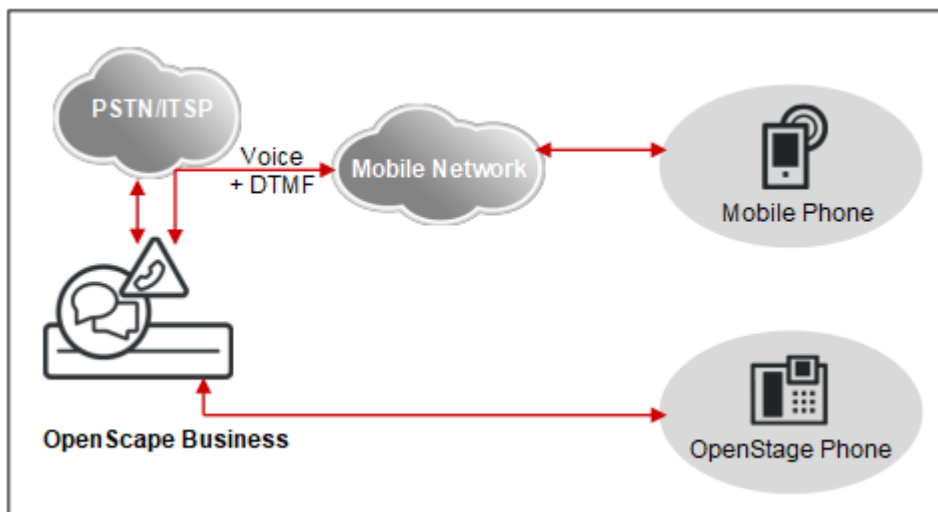 PSTN/ITSP
Voice
+ DTMF
Mobile Network
Mobile Phone
OpenScape Business
OpenStage Phone